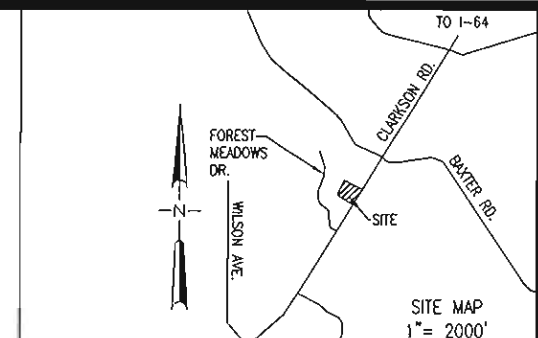 TO I-64
CLARKSON RD.
FOREST
MEADOWS
DR.
BAXTER RD.
N
WILSON AVE.
SITE
SITE MAP
1"= 2000'